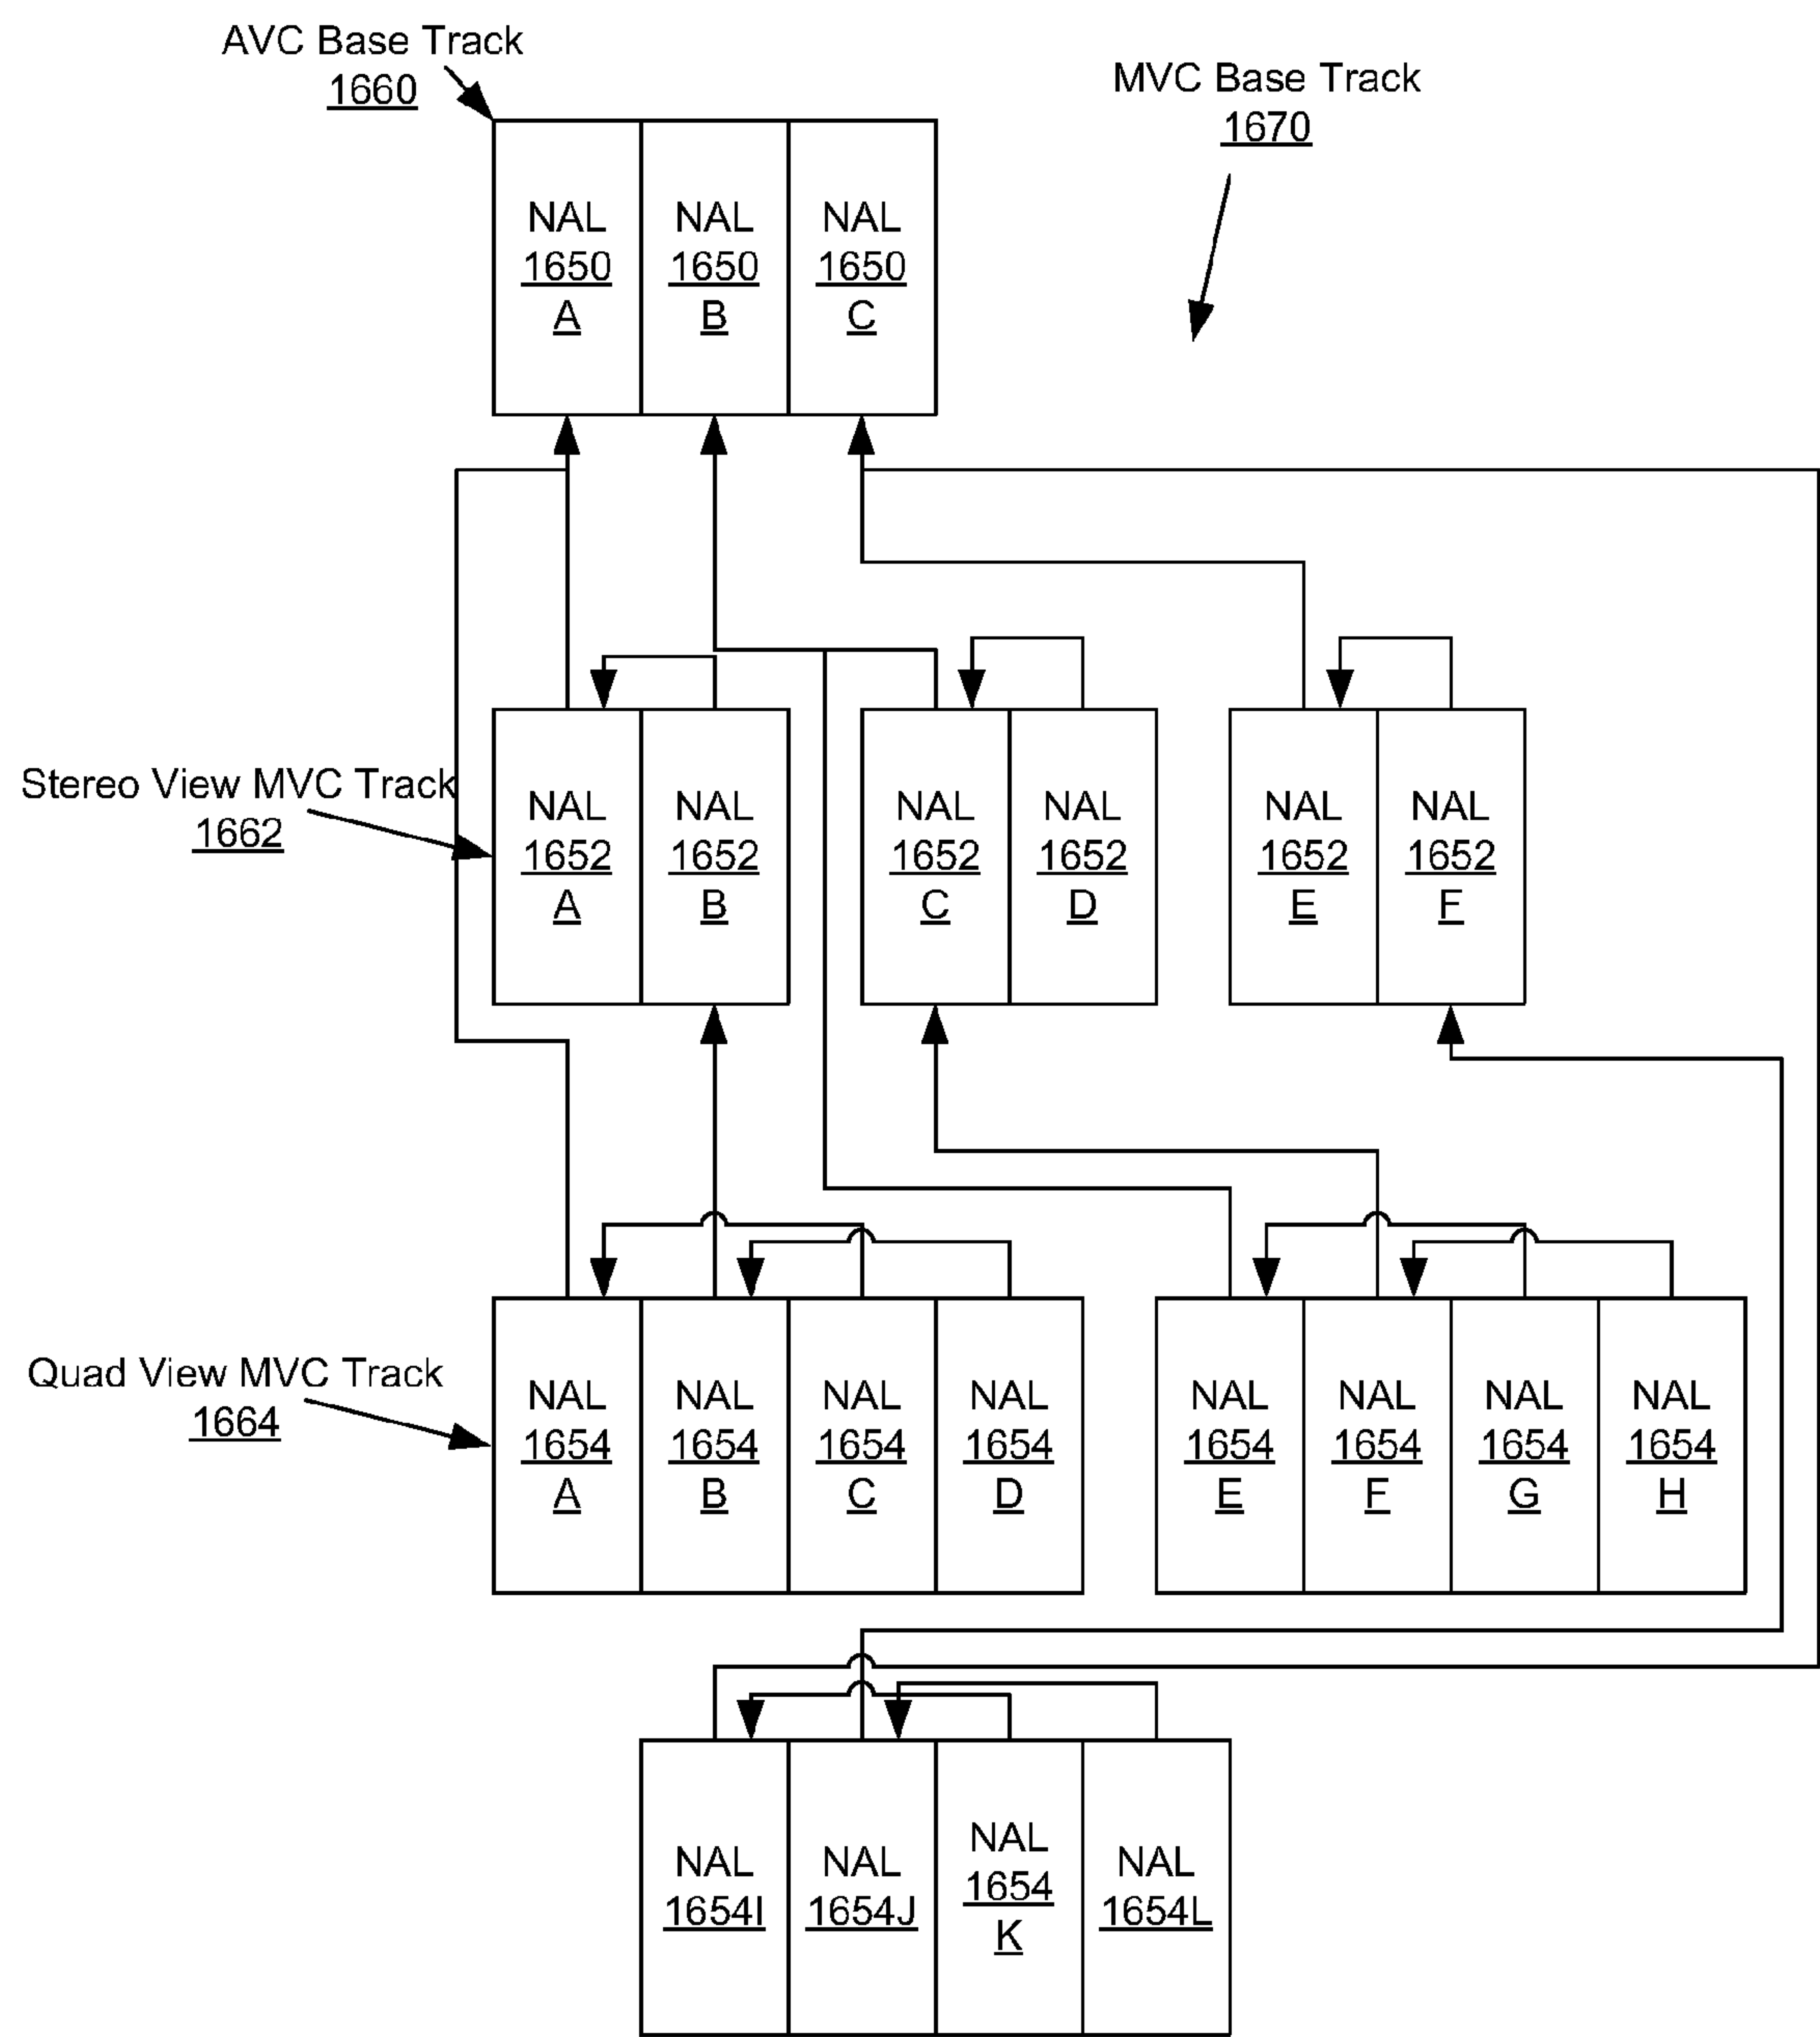 AVC Base Track
1660
MVC Base Track
1670
NAL
1650
A
NAL
1650
B
NAL
1650
C
Stereo View MVC Track
1662
NAL
1652
A
NAL
1652
B
NAL
1652
C
NAL
1652
D
NAL
1652
E
NAL
1652
F
Quad View MVC Track
1664
NAL
1654
A
NAL
1654
B
NAL
1654
C
NAL
1654
D
NAL
1654
E
NAL
1654
F
NAL
1654
G
NAL
1654
H
NAL
1654I
NAL
1654J
NAL
1654
K
NAL
1654L